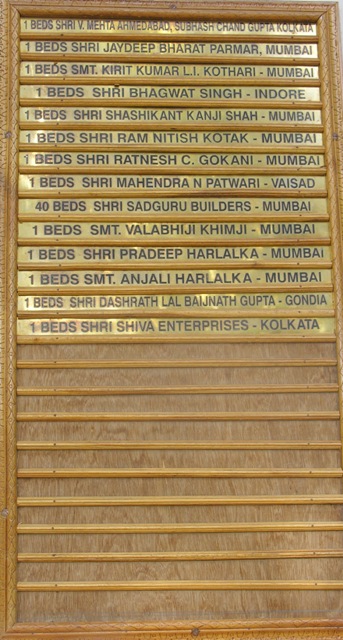 1 BEDS SHRI V. MEHTA AHMEDABAD, SUBHASH CHAND GUPTA KOLKATA
1 BEDS SHRI JAYDEEP BHARAT PARMAR, MUMBAI
1 BEDS SMT. KIRIT KUMAR L.I. KOTHARI - MUMBAI
1 BEDS SHRI BHAGWAT SINGH - INDORE
1 BEDS SHRI SHASHIKANT KANJI SHAH - MUMBAI.
1 BEDS SHRI RAM NITISH KOTAK - MUMBAI
1 BEDS SHRI RATNESH C. GOKANI - MUMBAI
1 BEDS SHRI MAHENDRA N PATWARI - VAISAD
40 BEDS SHRI SADGURU BUILDERS - MUMBAI
1 BEDS SMT. VALABHIJI KHIMJI - MUMBAI
1 BEDS SHRI PRADEEP HARLALKA - MUMBAI
1 BEDS SMT. ANJALI HARLALKA - MUMBAI
1 BEDS SHRI DASHRATH LAL BAIJNATH GUPTA - GONDIA
1 BEDS SHRI SHIVA ENTERPRISES - KOLKATA